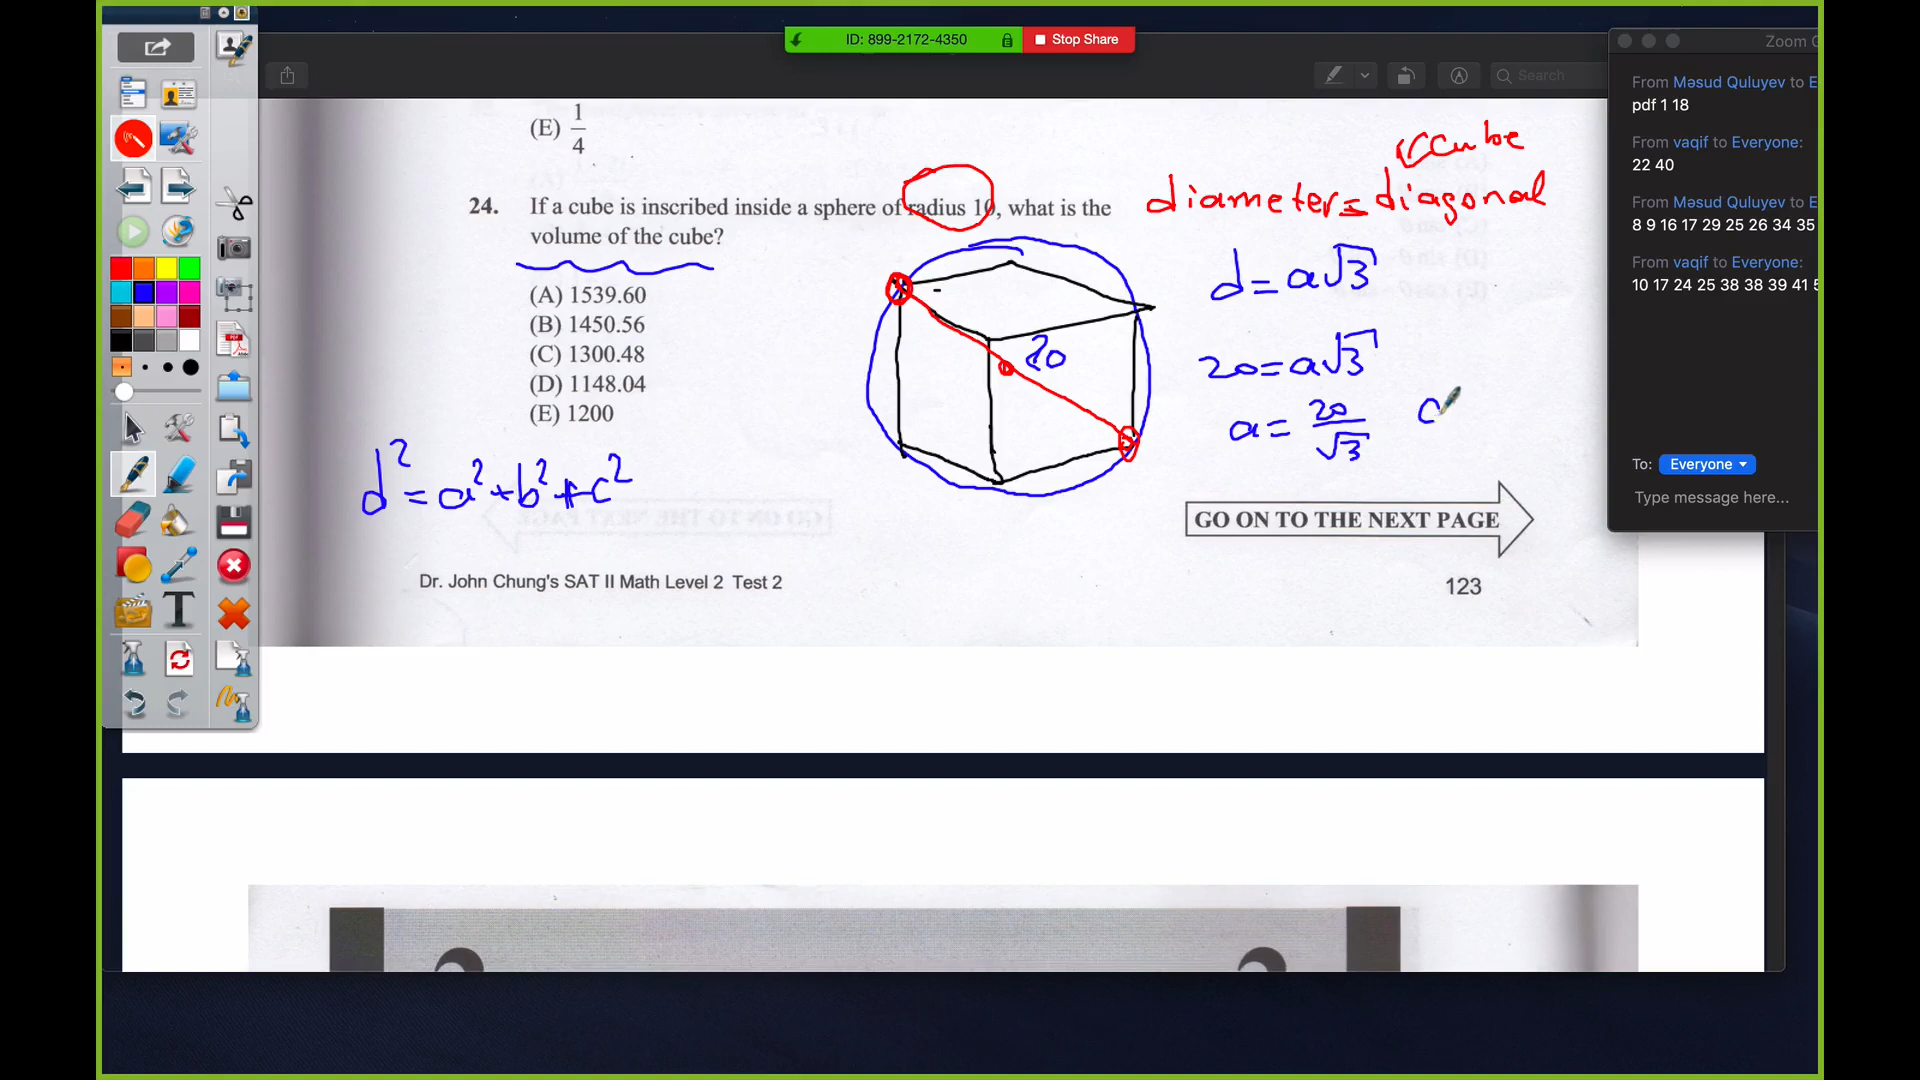 ID: 899-2172-4350
Stop Share
Zoom
Search
From Məsud Quluyev to E
pdf 1 18
From vaqif to Everyone:
22 40
From Məsud Quluyev to E
8 9 16 17 29 25 26 34 35
From vaqif to Everyone:
10 17 24 25 38 38 39 41 5
To: Everyone
Type message here...
(E) 1/4
cube
diameter = diagonal
24. If a cube is inscribed inside a sphere of radius 10, what is the
volume of the cube?
(A) 1539.60
(B) 1450.56
(C) 1300.48
(D) 1148.04
(E) 1200
20
d = a√3
20 = a√3
a = 20/√3
d² = a² + b² + c²
GO ON TO THE NEXT PAGE
Dr. John Chung's SAT II Math Level 2 Test 2
123